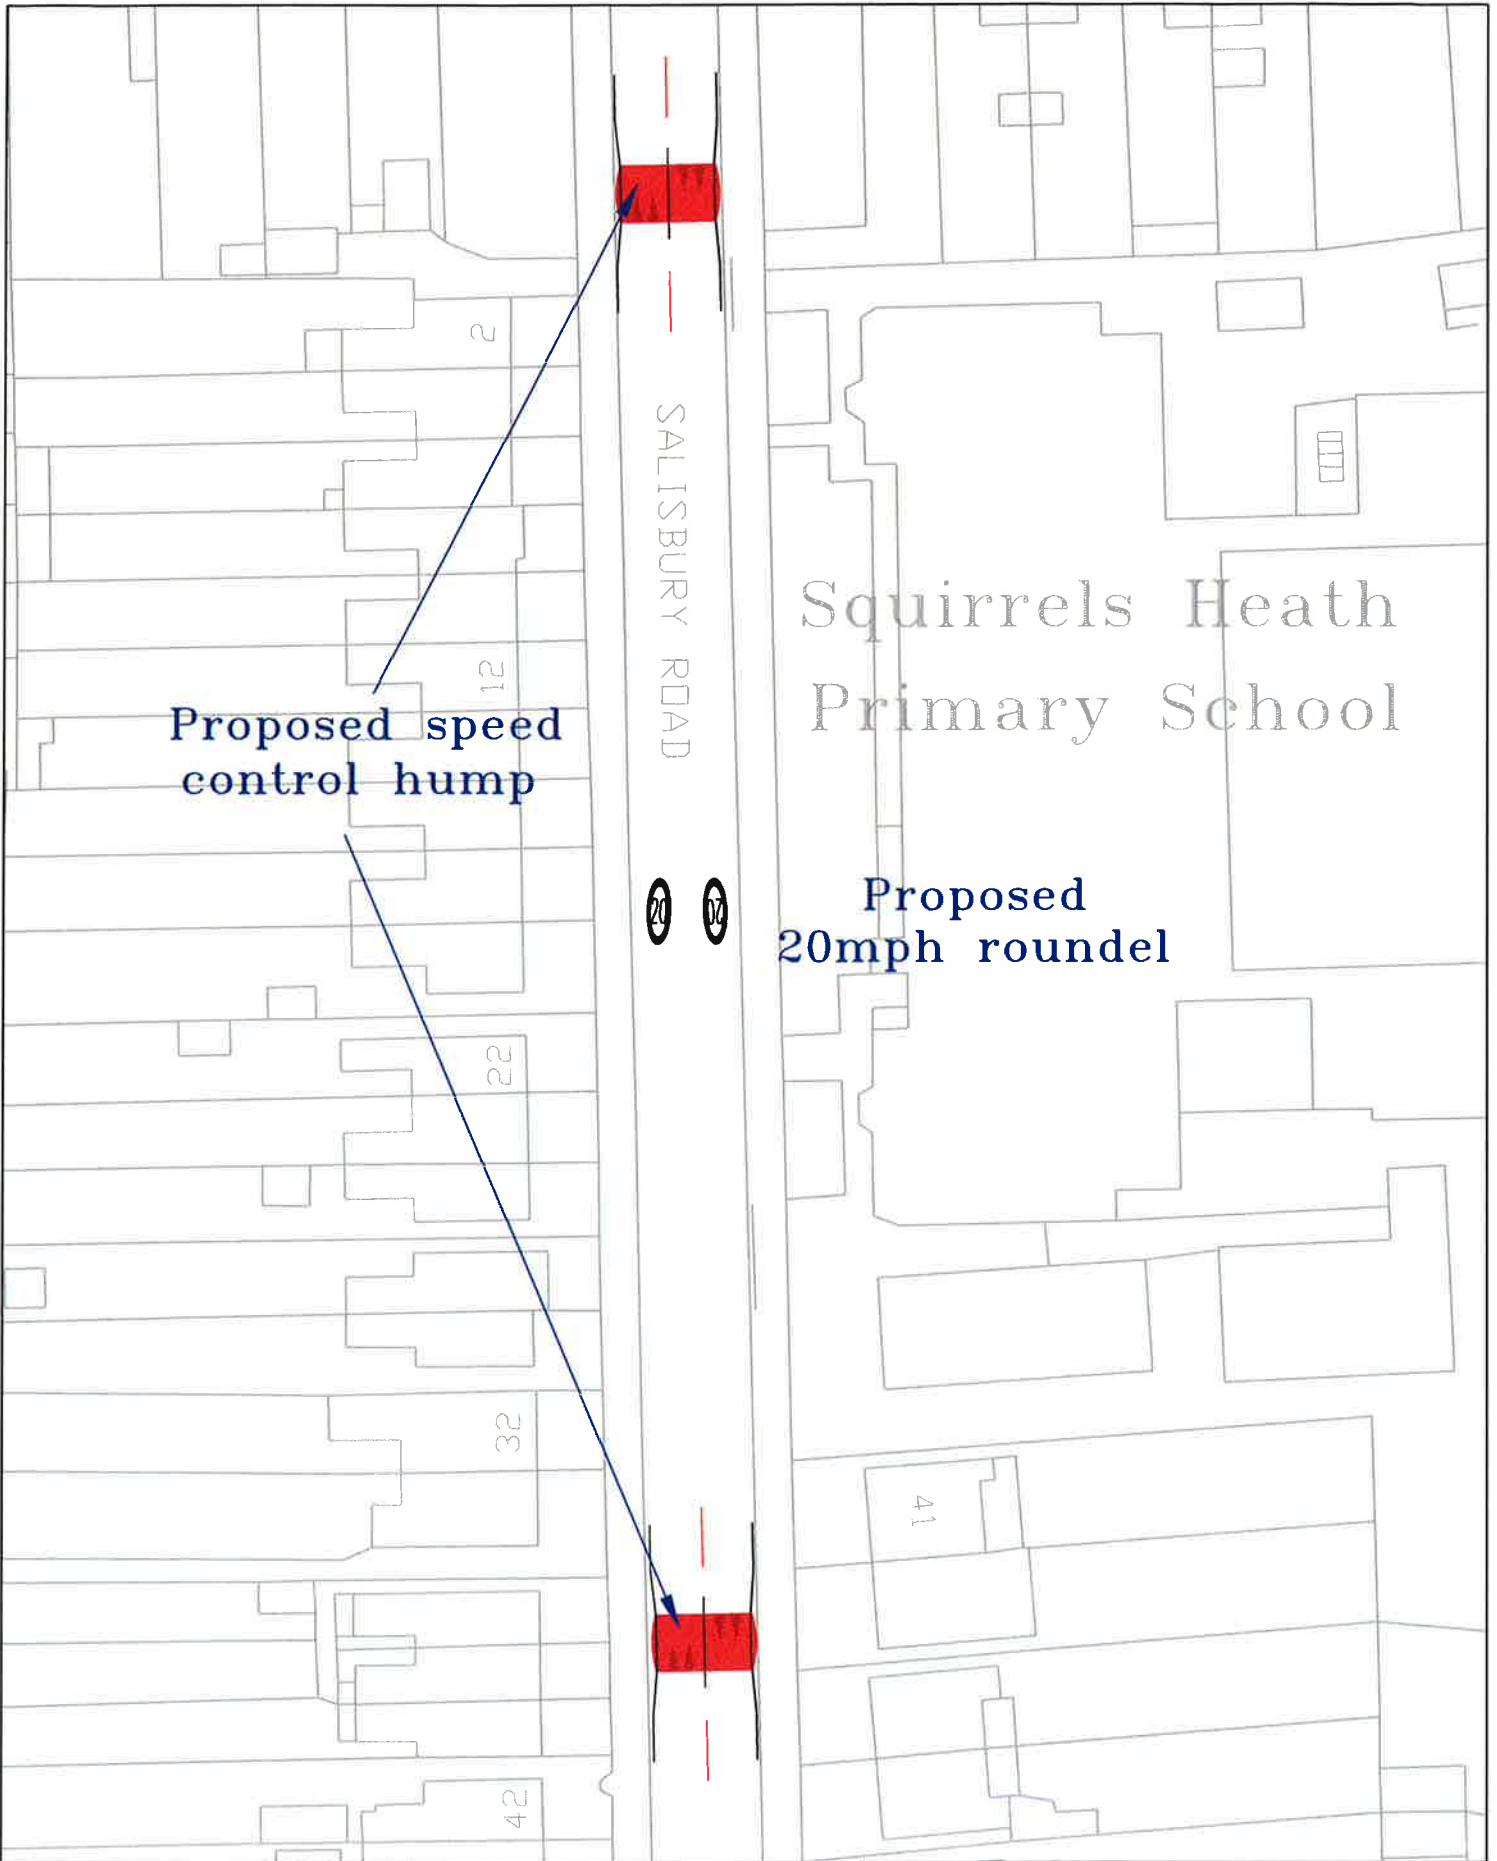 2
SALISBURY ROAD
Squirrels Heath
Primary School
12
Proposed speed
control hump
20 20
Proposed
20mph roundel
22
32
41
42